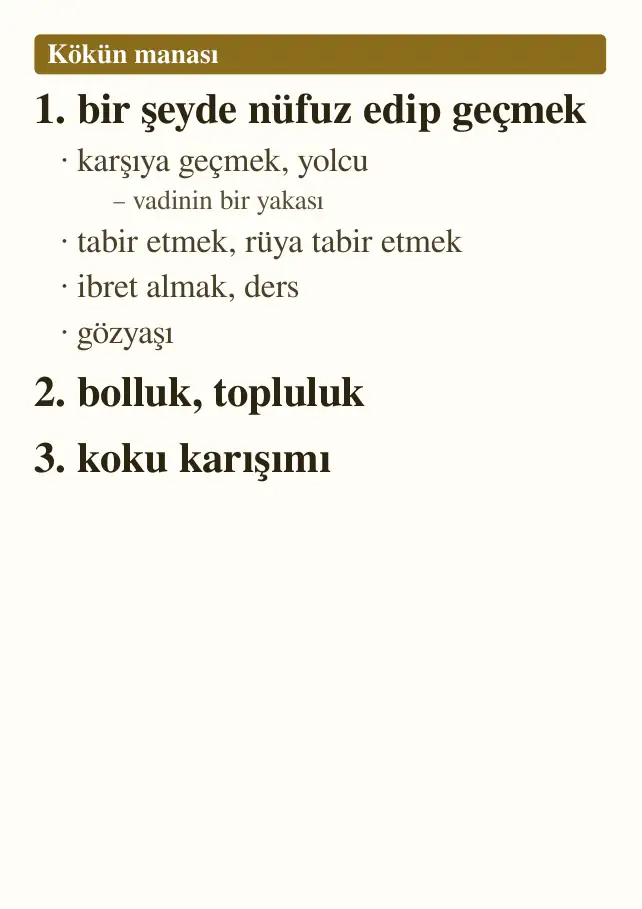 Kökün manası
1. bir şeyde nüfuz edip geçmek
· karşıya geçmek, yolcu
– vadinin bir yakası
· tabir etmek, rüya tabir etmek
· ibret almak, ders
· gözyaşı
2. bolluk, topluluk
3. koku karışımı